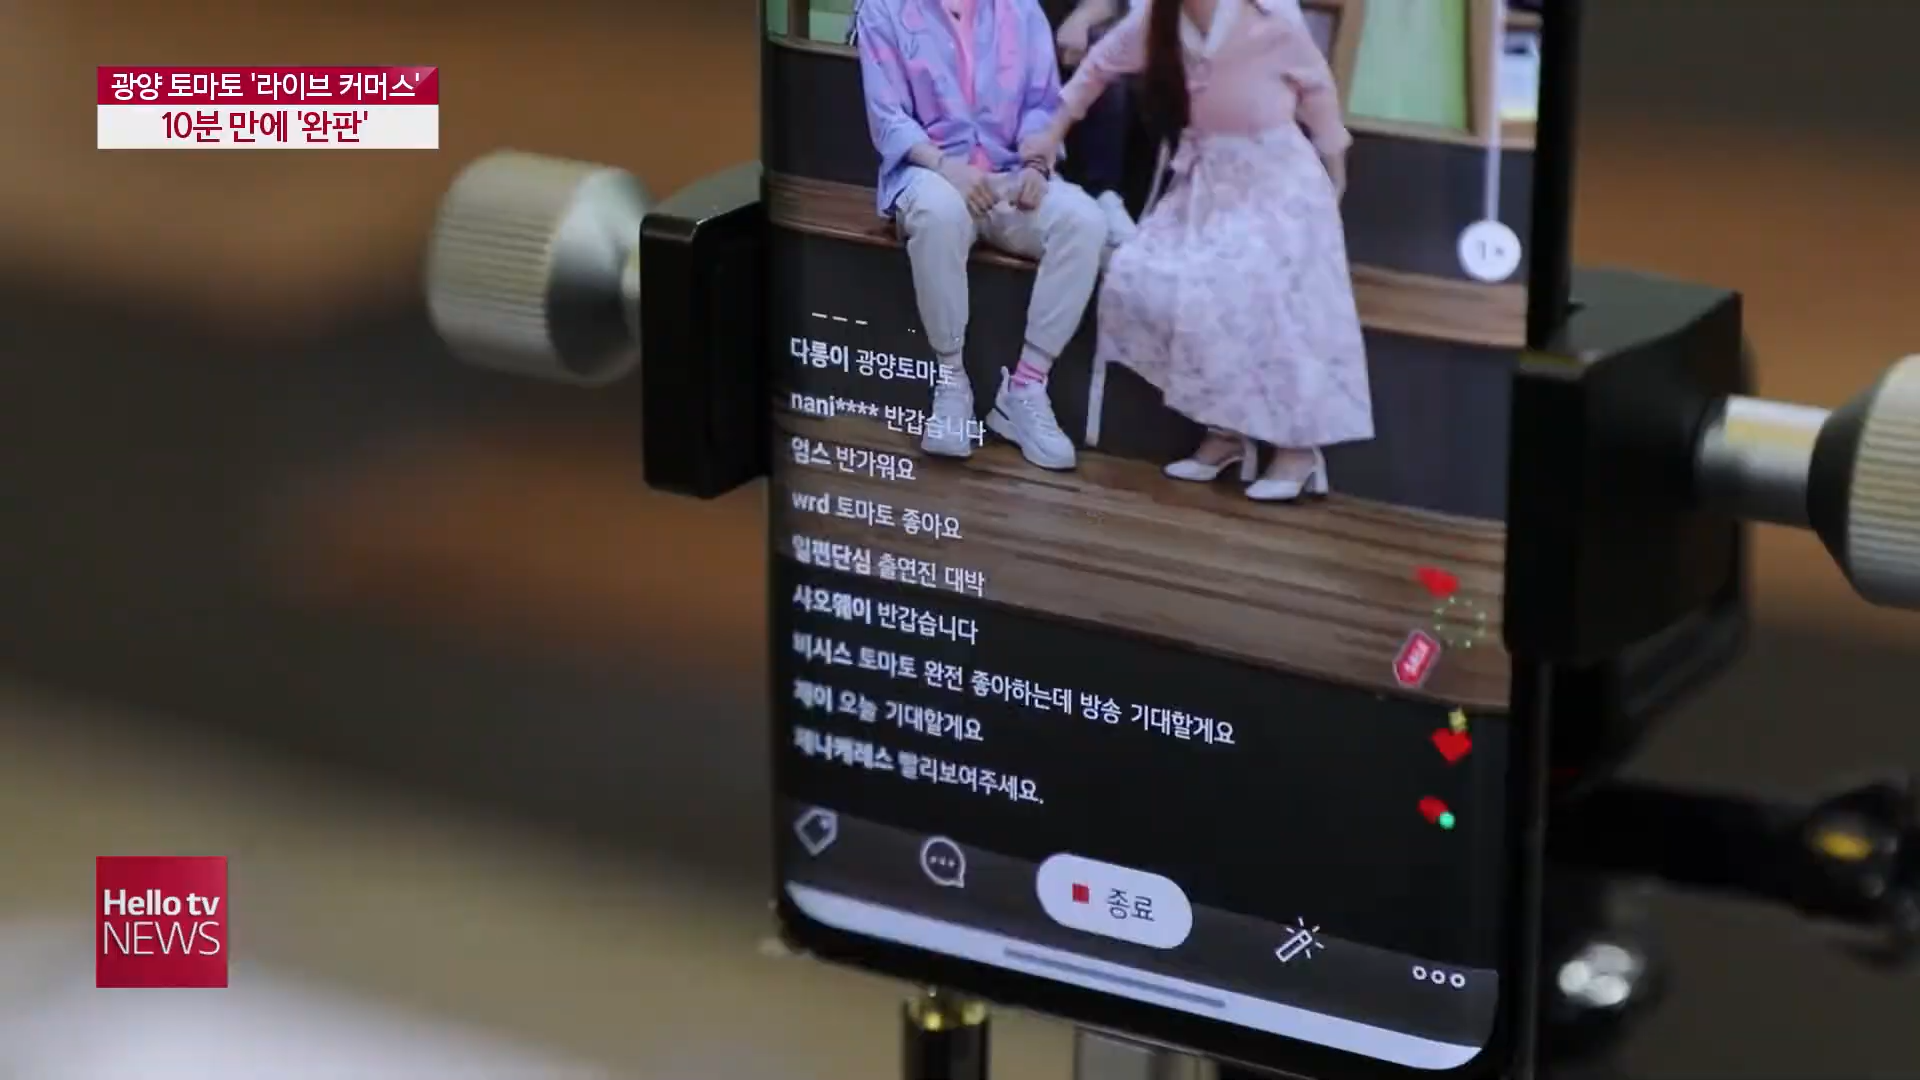 광양 토마토 '라이브 커머스'
10분 만에 '완판'
다롱이 광양토마토
nani**** 반갑습니다
엄스 반가워요
wrd 토마토 좋아요
일편단심 출연진 대박
샤오웨이 반갑습니다
비시스 토마토 완전 좋아하는데 방송 기대할게요
채이 오늘 기대할게요
제나케레스 빨리보여주세요.
종료
Hello tv
NEWS